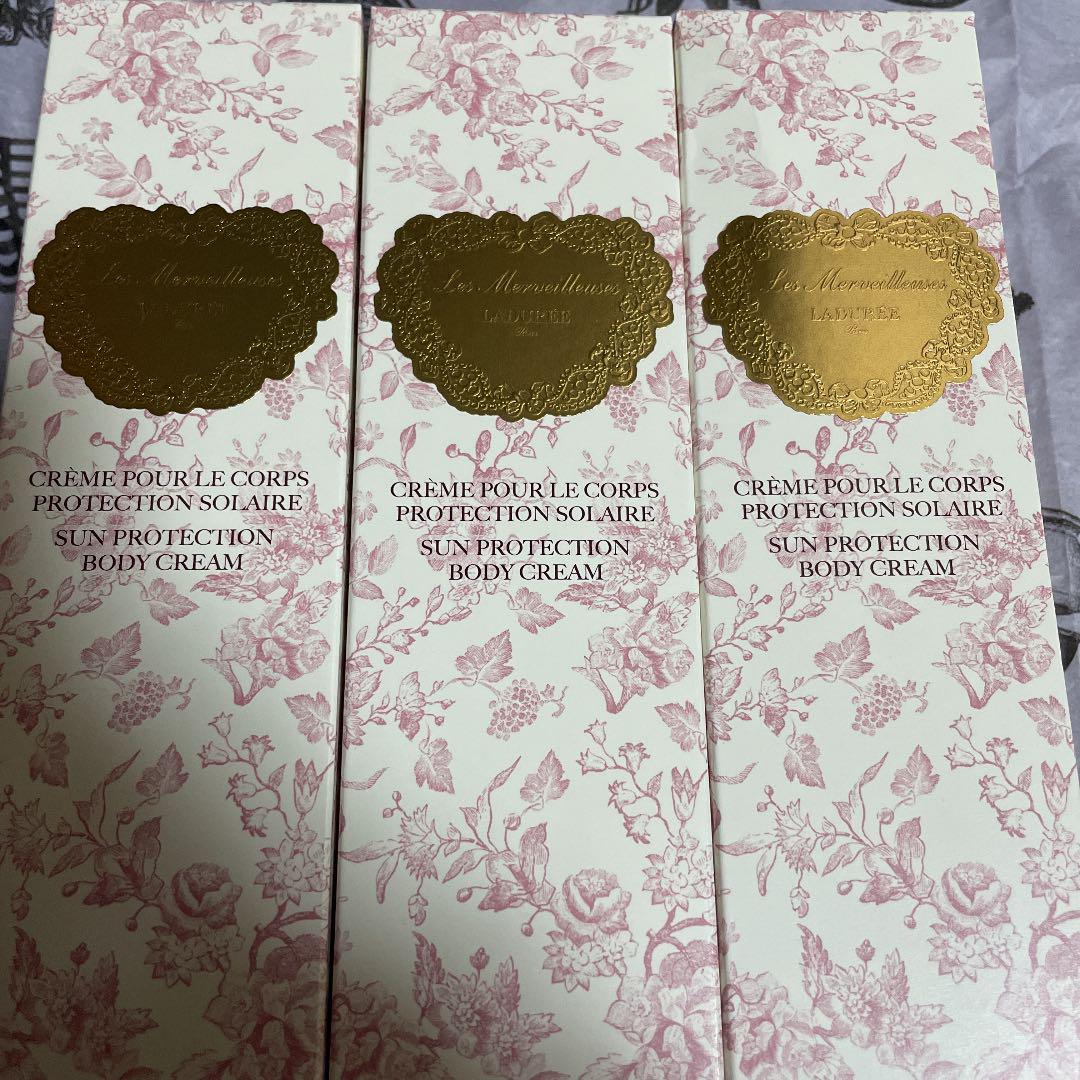 Les Merveilleuses
CRÈME POUR LE CORPS
PROTECTION SOLAIRE
SUN PROTECTION
BODY CREAM
Les Merveilleuses
LADURÉE
Paris
CRÈME POUR LE CORPS
PROTECTION SOLAIRE
SUN PROTECTION
BODY CREAM
Les Merveilleuses
LADURÉE
Paris
CRÈME POUR LE CORPS
PROTECTION SOLAIRE
SUN PROTECTION
BODY CREAM